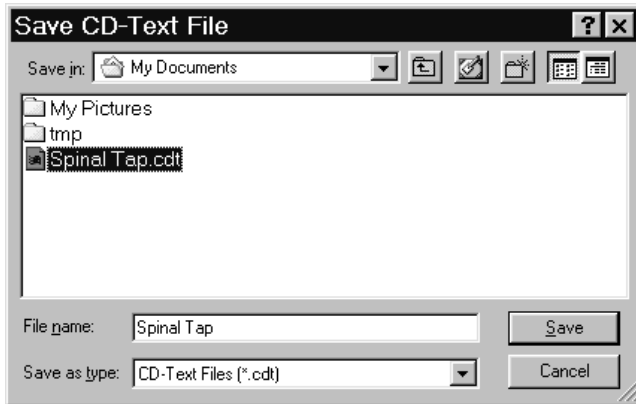 Save CD-Text File
Save in: My Documents
My Pictures
tmp
Spinal Tap.cdt
File name: Spinal Tap Save
Save as type: CD-Text Files (*.cdt) Cancel